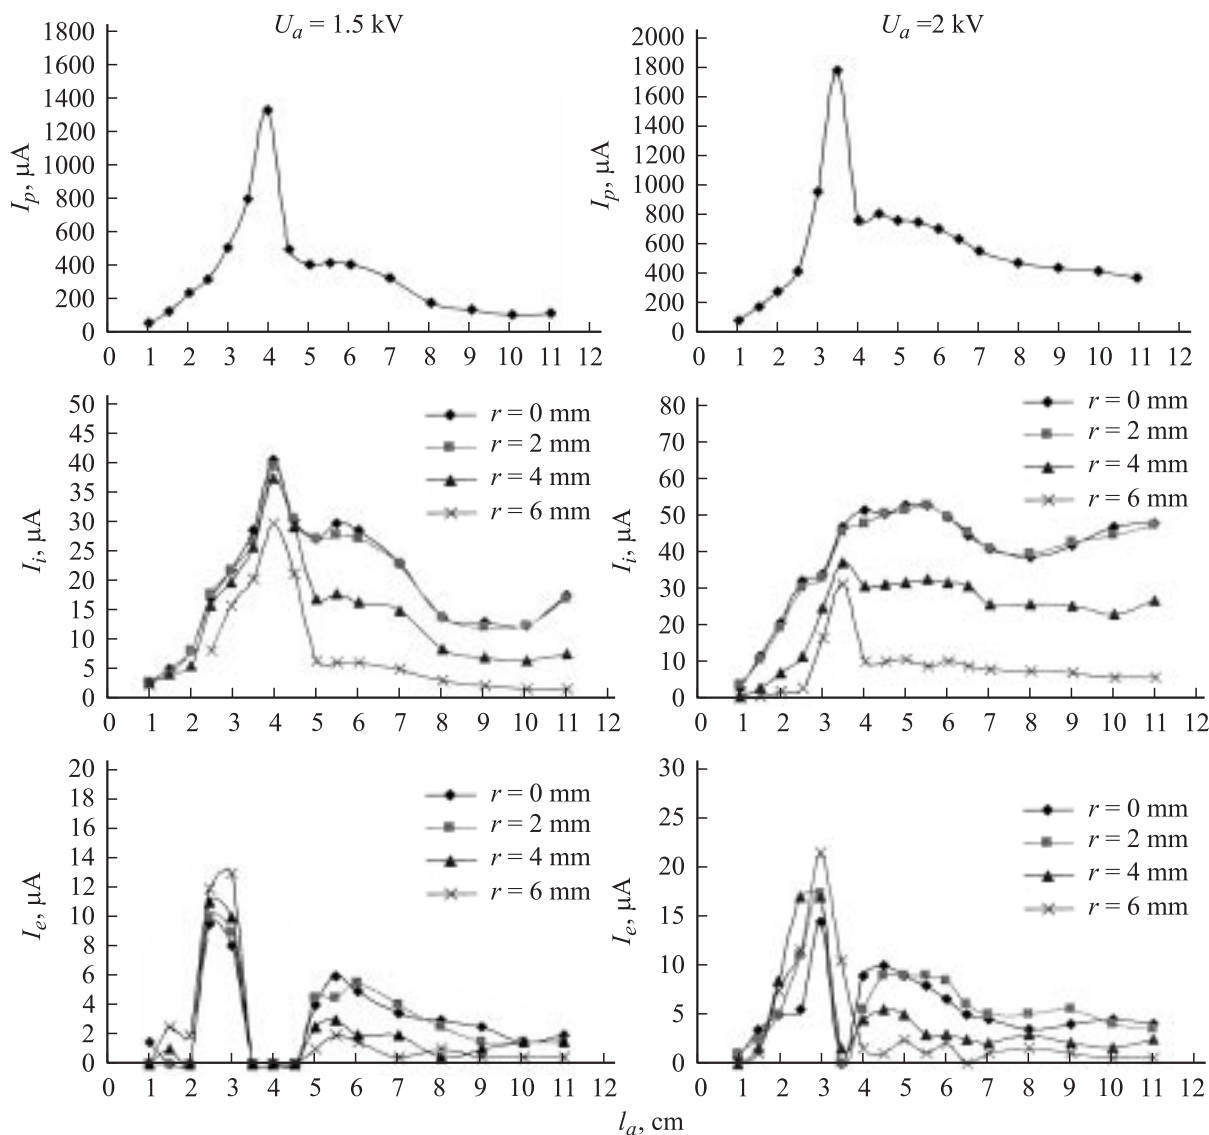 U_a = 1.5 kV
1800
1600
1400
1200
1000
800
600
400
200
0
I_p, μA
0 1 2 3 4 5 6 7 8 9 10 11 12
U_a = 2 kV
2000
1800
1600
1400
1200
1000
800
600
400
200
0
I_p, μA
0 1 2 3 4 5 6 7 8 9 10 11 12
50
45
40
35
30
25
20
15
10
5
0
I_i, μA
r = 0 mm
r = 2 mm
r = 4 mm
r = 6 mm
0 1 2 3 4 5 6 7 8 9 10 11 12
80
70
60
50
40
30
20
10
0
I_i, μA
r = 0 mm
r = 2 mm
r = 4 mm
r = 6 mm
0 1 2 3 4 5 6 7 8 9 10 11 12
20
18
16
14
12
10
8
6
4
2
0
I_e, μA
r = 0 mm
r = 2 mm
r = 4 mm
r = 6 mm
0 1 2 3 4 5 6 7 8 9 10 11 12
30
25
20
15
10
5
0
I_e, μA
r = 0 mm
r = 2 mm
r = 4 mm
r = 6 mm
0 1 2 3 4 5 6 7 8 9 10 11 12
l_a, cm